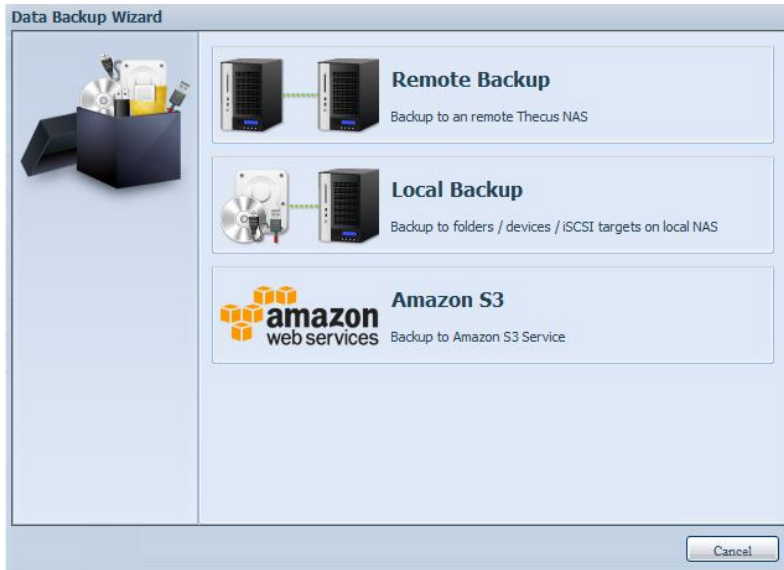 Data Backup Wizard
Remote Backup
Backup to an remote Thecus NAS
Local Backup
Backup to folders / devices / iSCSI targets on local NAS
amazon
web services
Amazon S3
Backup to Amazon S3 Service
Cancel